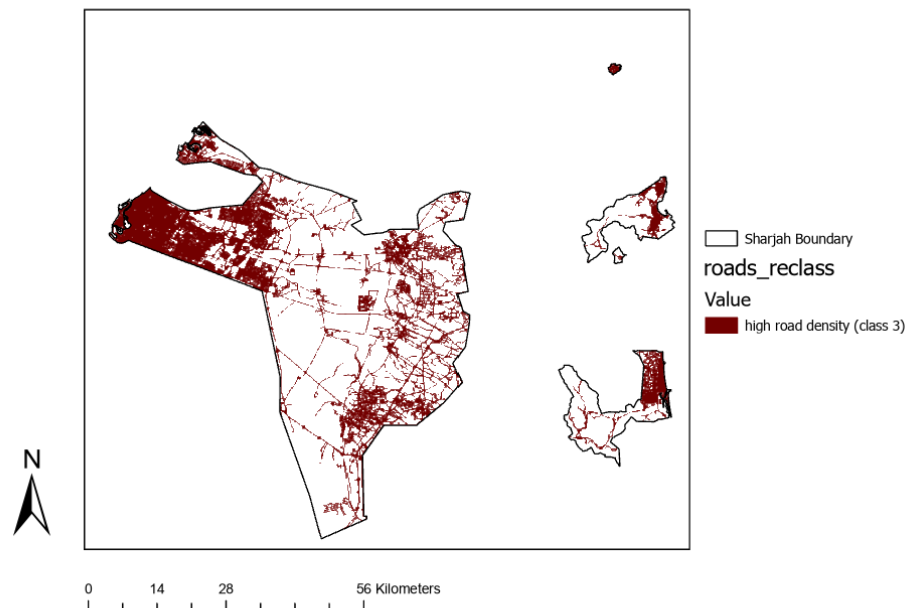 Sharjah Boundary
roads_reclass
Value
high road density (class 3)
N
0 14 28 56 Kilometers